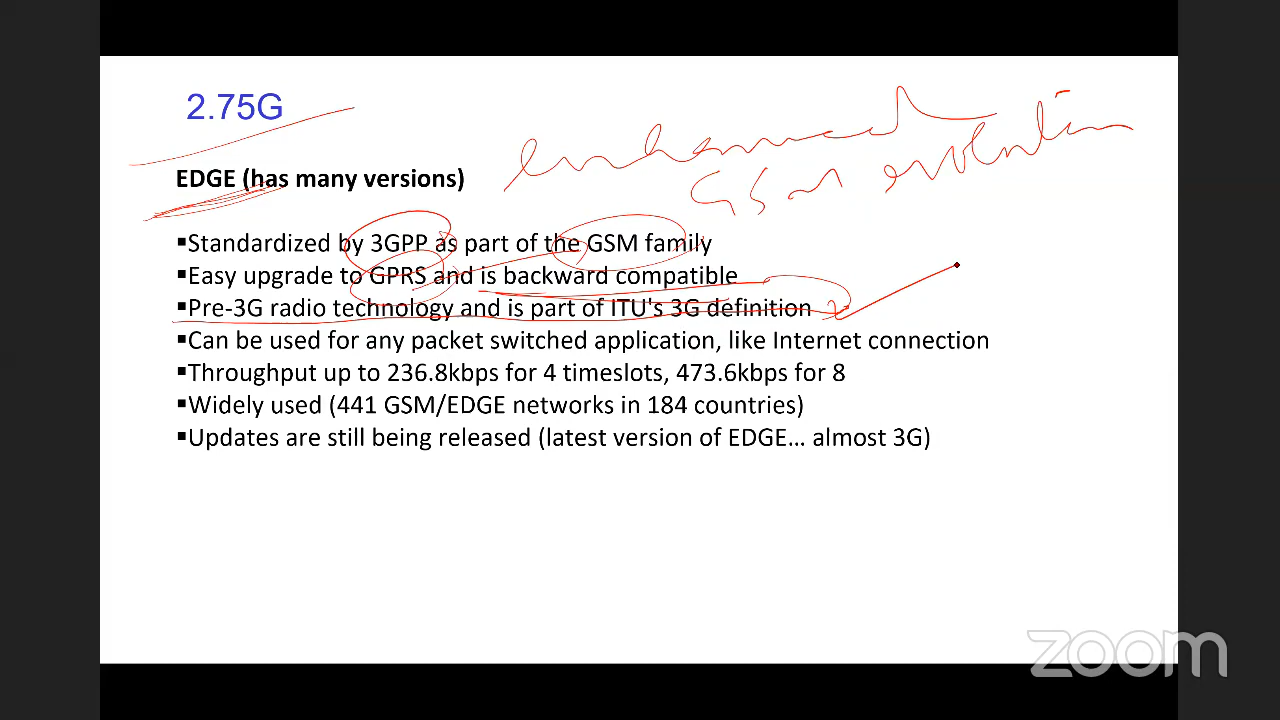 2.75G
enhanced
GSM evolution
EDGE (has many versions)
▪Standardized by 3GPP as part of the GSM family
▪Easy upgrade to GPRS and is backward compatible
▪Pre-3G radio technology and is part of ITU's 3G definition
▪Can be used for any packet switched application, like Internet connection
▪Throughput up to 236.8kbps for 4 timeslots, 473.6kbps for 8
▪Widely used (441 GSM/EDGE networks in 184 countries)
▪Updates are still being released (latest version of EDGE… almost 3G)
zoom